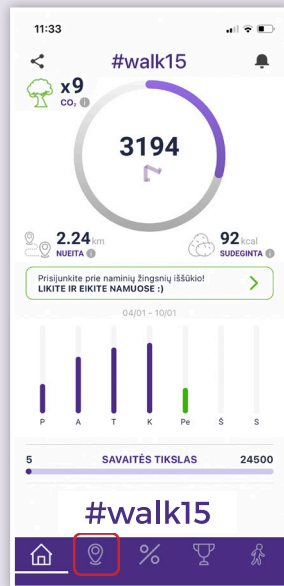 11:33
#walk15
x9
CO₂
3194
2.24 km
NUEITA
92 kcal
SUDEGINTA
Prisijunkite prie naminių žingsnių iššūkio!
LIKITE IR EIKITE NAMUOSE :)
04/01 - 10/01
P A T K Pe Š S
5 SAVAITĖS TIKSLAS 24500
#walk15
%